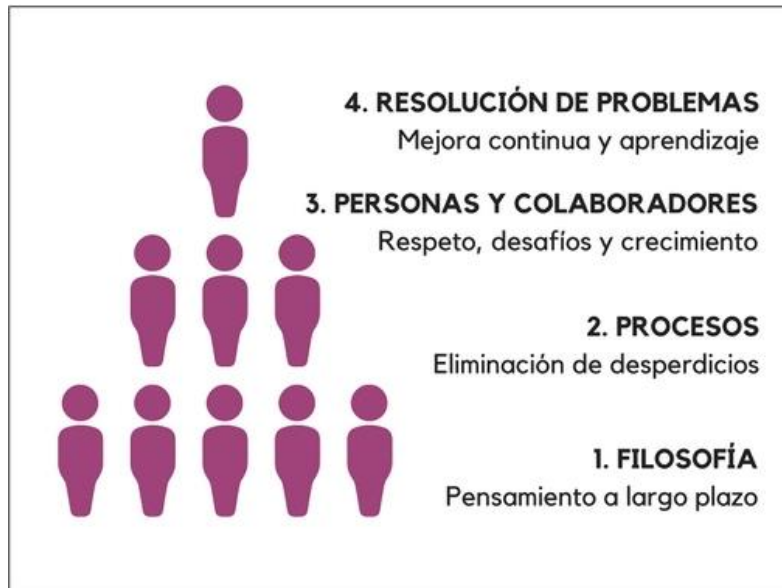 4. RESOLUCIÓN DE PROBLEMAS
Mejora continua y aprendizaje
3. PERSONAS Y COLABORADORES
Respeto, desafíos y crecimiento
2. PROCESOS
Eliminación de desperdicios
1. FILOSOFÍA
Pensamiento a largo plazo